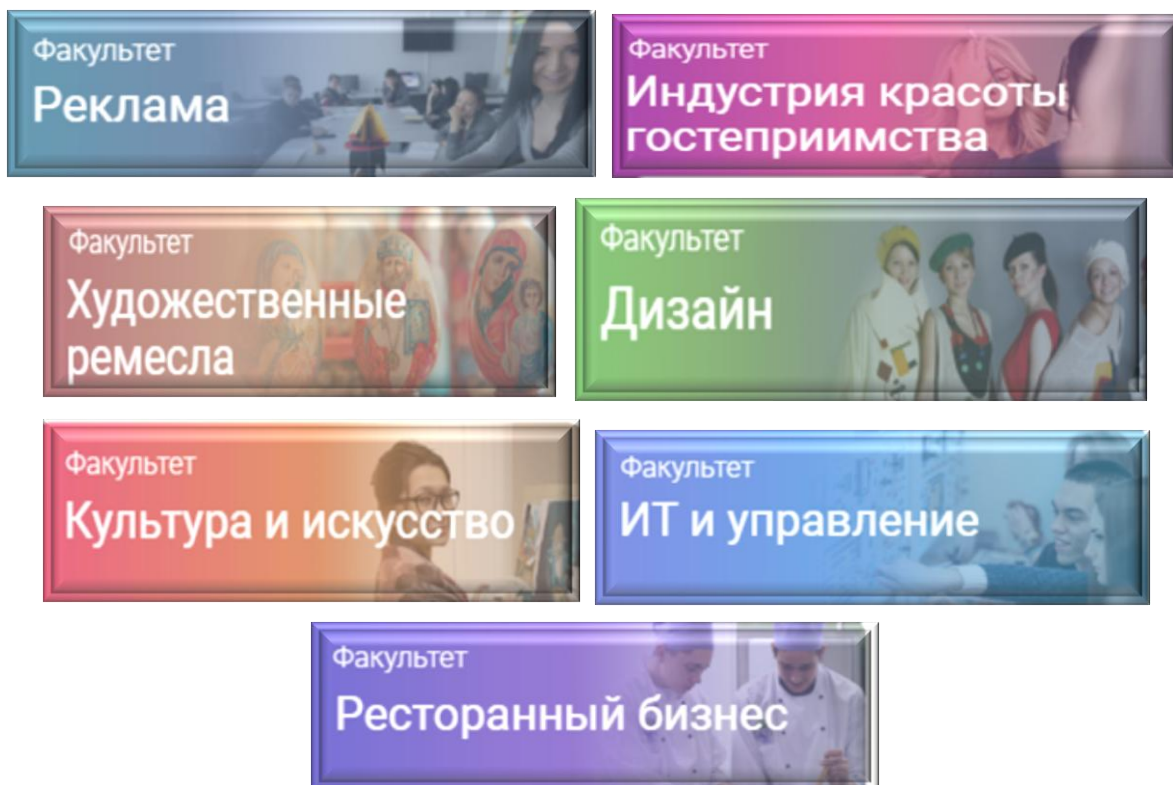 Факультет
Реклама
Факультет
Индустрия красоты
гостеприимства
Факультет
Художественные
ремесла
Факультет
Дизайн
Факультет
Культура и искусство
Факультет
ИТ и управление
Факультет
Ресторанный бизнес